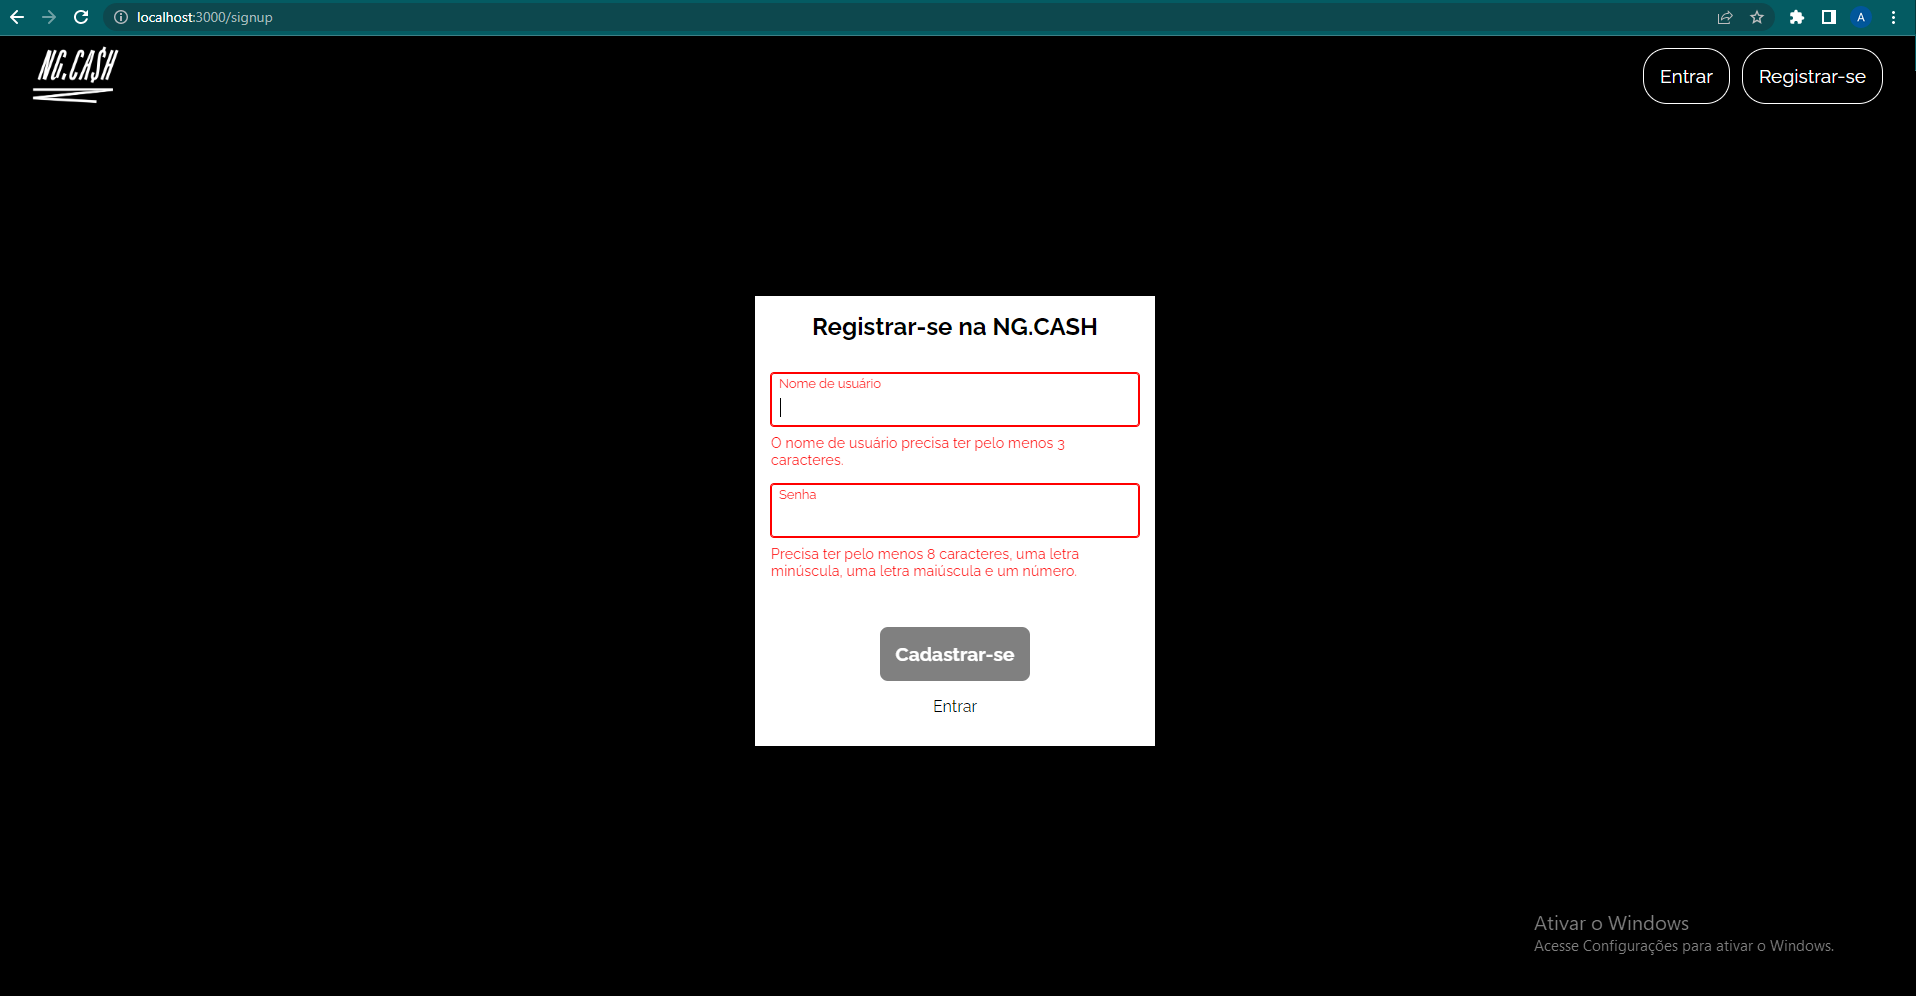 localhost:3000/signup
A
NG.CA$H
Entrar
Registrar-se
Registrar-se na NG.CASH
Nome de usuário
O nome de usuário precisa ter pelo menos 3
caracteres.
Senha
Precisa ter pelo menos 8 caracteres, uma letra
minúscula, uma letra maiúscula e um número.
Cadastrar-se
Entrar
Ativar o Windows
Acesse Configurações para ativar o Windows.